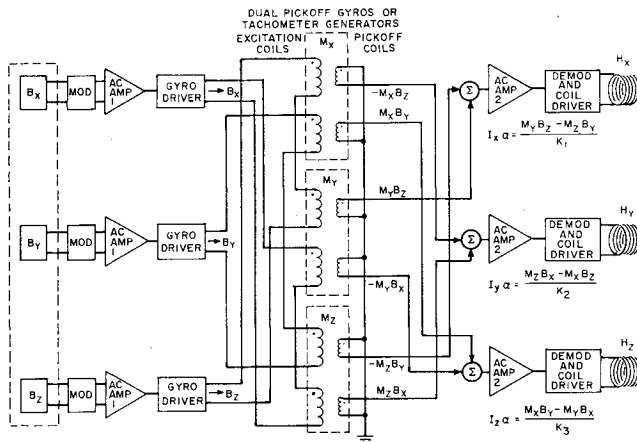 DUAL PICKOFF GYROS OR
TACHOMETER GENERATORS
EXCITATION COILS
PICKOFF COILS
M_X
B_X
MOD
AC AMP 1
GYRO DRIVER
B_X
-M_X B_Z
M_X B_Y
Σ
AC AMP 2
DEMOD AND COIL DRIVER
H_X
I_x α = (M_Y B_Z - M_Z B_Y) / K_1
M_Y
B_Y
MOD
AC AMP 1
GYRO DRIVER
B_Y
M_Y B_Z
-M_Y B_X
Σ
AC AMP 2
DEMOD AND COIL DRIVER
H_Y
I_y α = (M_Z B_X - M_X B_Z) / K_2
M_Z
B_Z
MOD
AC AMP 1
GYRO DRIVER
B_Z
-M_Z B_Y
M_Z B_X
Σ
AC AMP 2
DEMOD AND COIL DRIVER
H_Z
I_z α = (M_X B_Y - M_Y B_X) / K_3